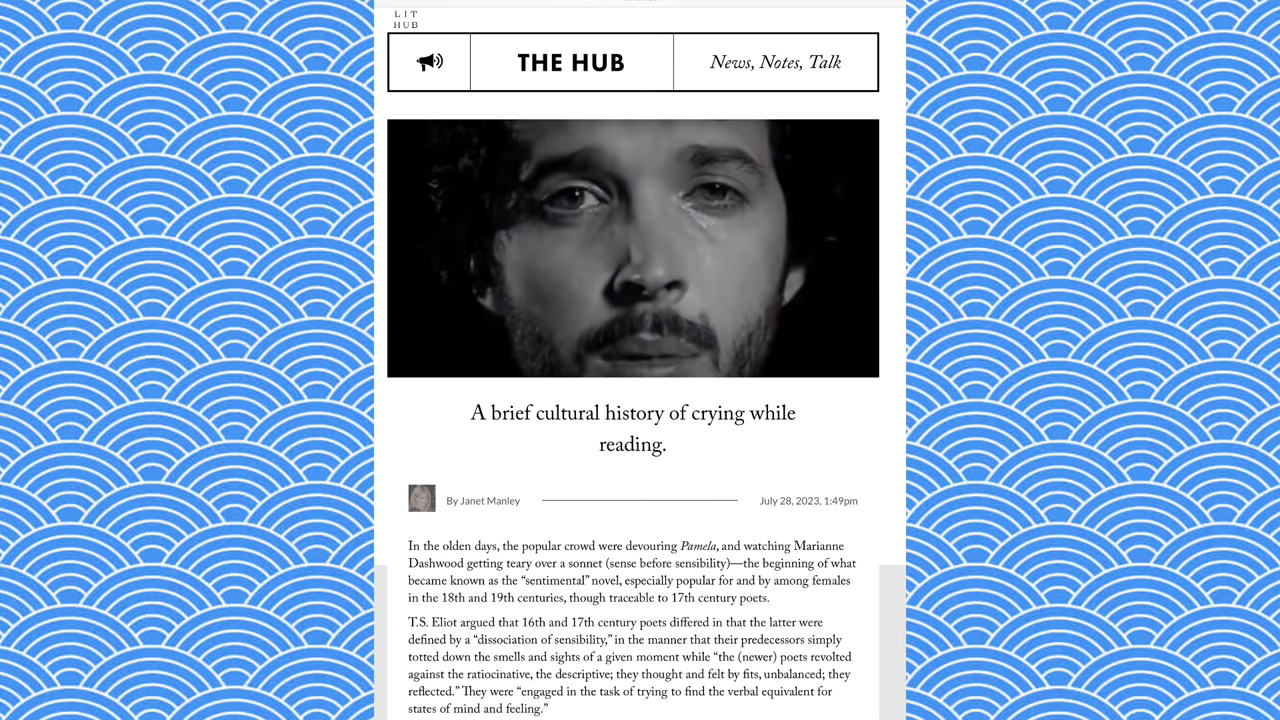 LIT
HUB
THE HUB
News, Notes, Talk
A brief cultural history of crying while
reading.
By Janet Manley
July 28, 2023, 1:49pm
In the olden days, the popular crowd were devouring Pamela, and watching Marianne
Dashwood getting teary over a sonnet (sense before sensibility)—the beginning of what
became known as the “sentimental” novel, especially popular for and by among females
in the 18th and 19th centuries, though traceable to 17th century poets.
T.S. Eliot argued that 16th and 17th century poets differed in that the latter were
defined by a “dissociation of sensibility,” in the manner that their predecessors simply
totted down the smells and sights of a given moment while “the (newer) poets revolted
against the ratiocinative, the descriptive; they thought and felt by fits, unbalanced; they
reflected.” They were “engaged in the task of trying to find the verbal equivalent for
states of mind and feeling.”